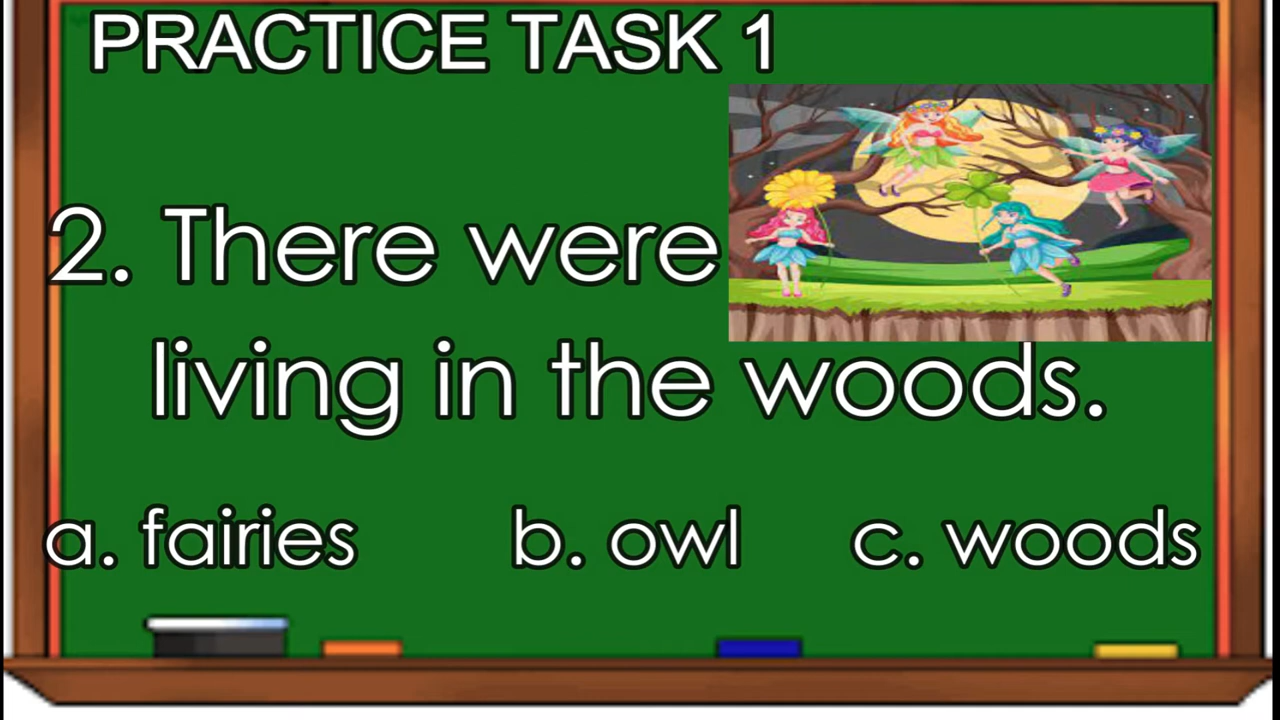 PRACTICE TASK 1
2. There were
living in the woods.
a. fairies b. owl c. woods